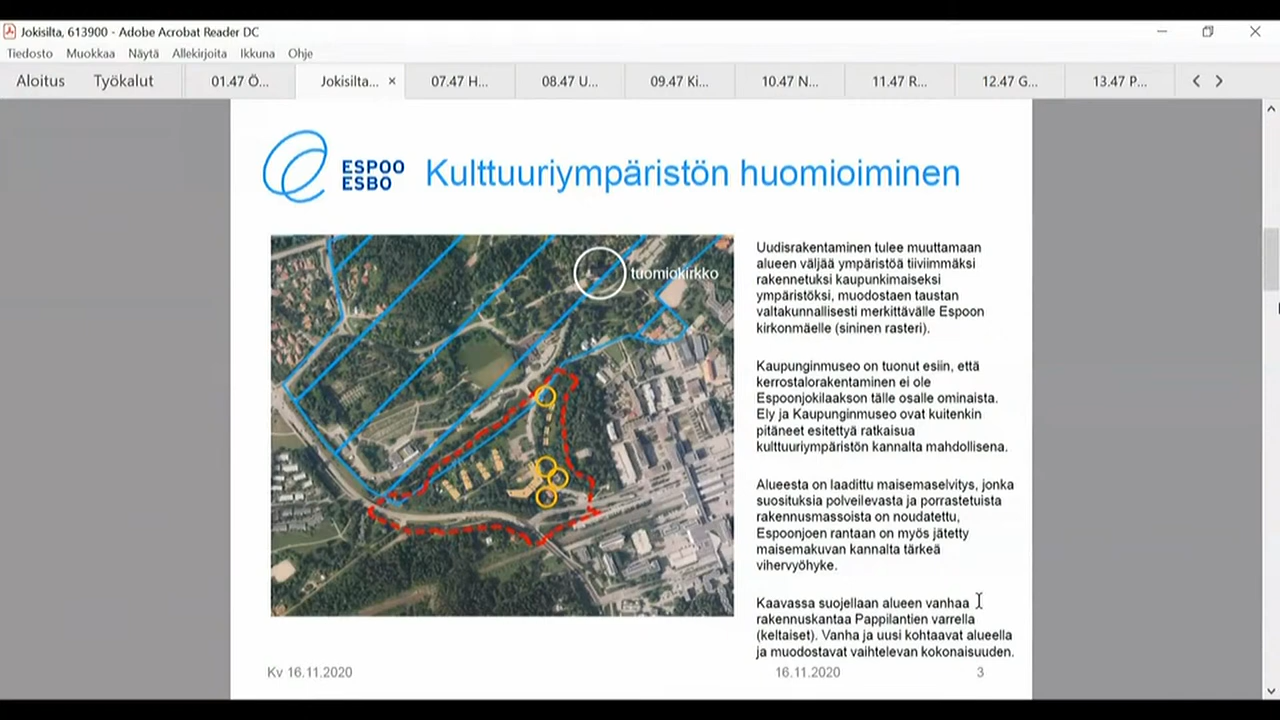 Jokisilta, 613900 - Adobe Acrobat Reader DC
Tiedosto Muokkaa Näytä Allekirjoita Ikkuna Ohje
Aloitus Työkalut 01.47 Ö... Jokisilta... × 07.47 H... 08.47 U... 09.47 Ki... 10.47 N... 11.47 R... 12.47 G... 13.47 P...
ESPOO
ESBO
Kulttuuriympäristön huomioiminen
tuomiokirkko
Uudisrakentaminen tulee muuttamaan
alueen väljää ympäristöä tiiviimmäksi
rakennetuksi kaupunkimaiseksi
ympäristöksi, muodostaen taustan
valtakunnallisesti merkittävälle Espoon
kirkonmäelle (sininen rasteri).
Kaupunginmuseo on tuonut esiin, että
kerrostalorakentaminen ei ole
Espoonjokilaakson tälle osalle ominaista.
Ely ja Kaupunginmuseo ovat kuitenkin
pitäneet esitettyä ratkaisua
kulttuuriympäristön kannalta mahdollisena.
Alueesta on laadittu maisemaselvitys, jonka
suosituksia polveilevasta ja porrastetuista
rakennusmassoista on noudatettu,
Espoonjoen rantaan on myös jätetty
maisemakuvan kannalta tärkeä
vihervyöhyke.
Kaavassa suojellaan alueen vanhaa
rakennuskantaa Pappilantien varrella
(keltaiset). Vanha ja uusi kohtaavat alueella
ja muodostavat vaihtelevan kokonaisuuden.
Kv 16.11.2020 16.11.2020 3